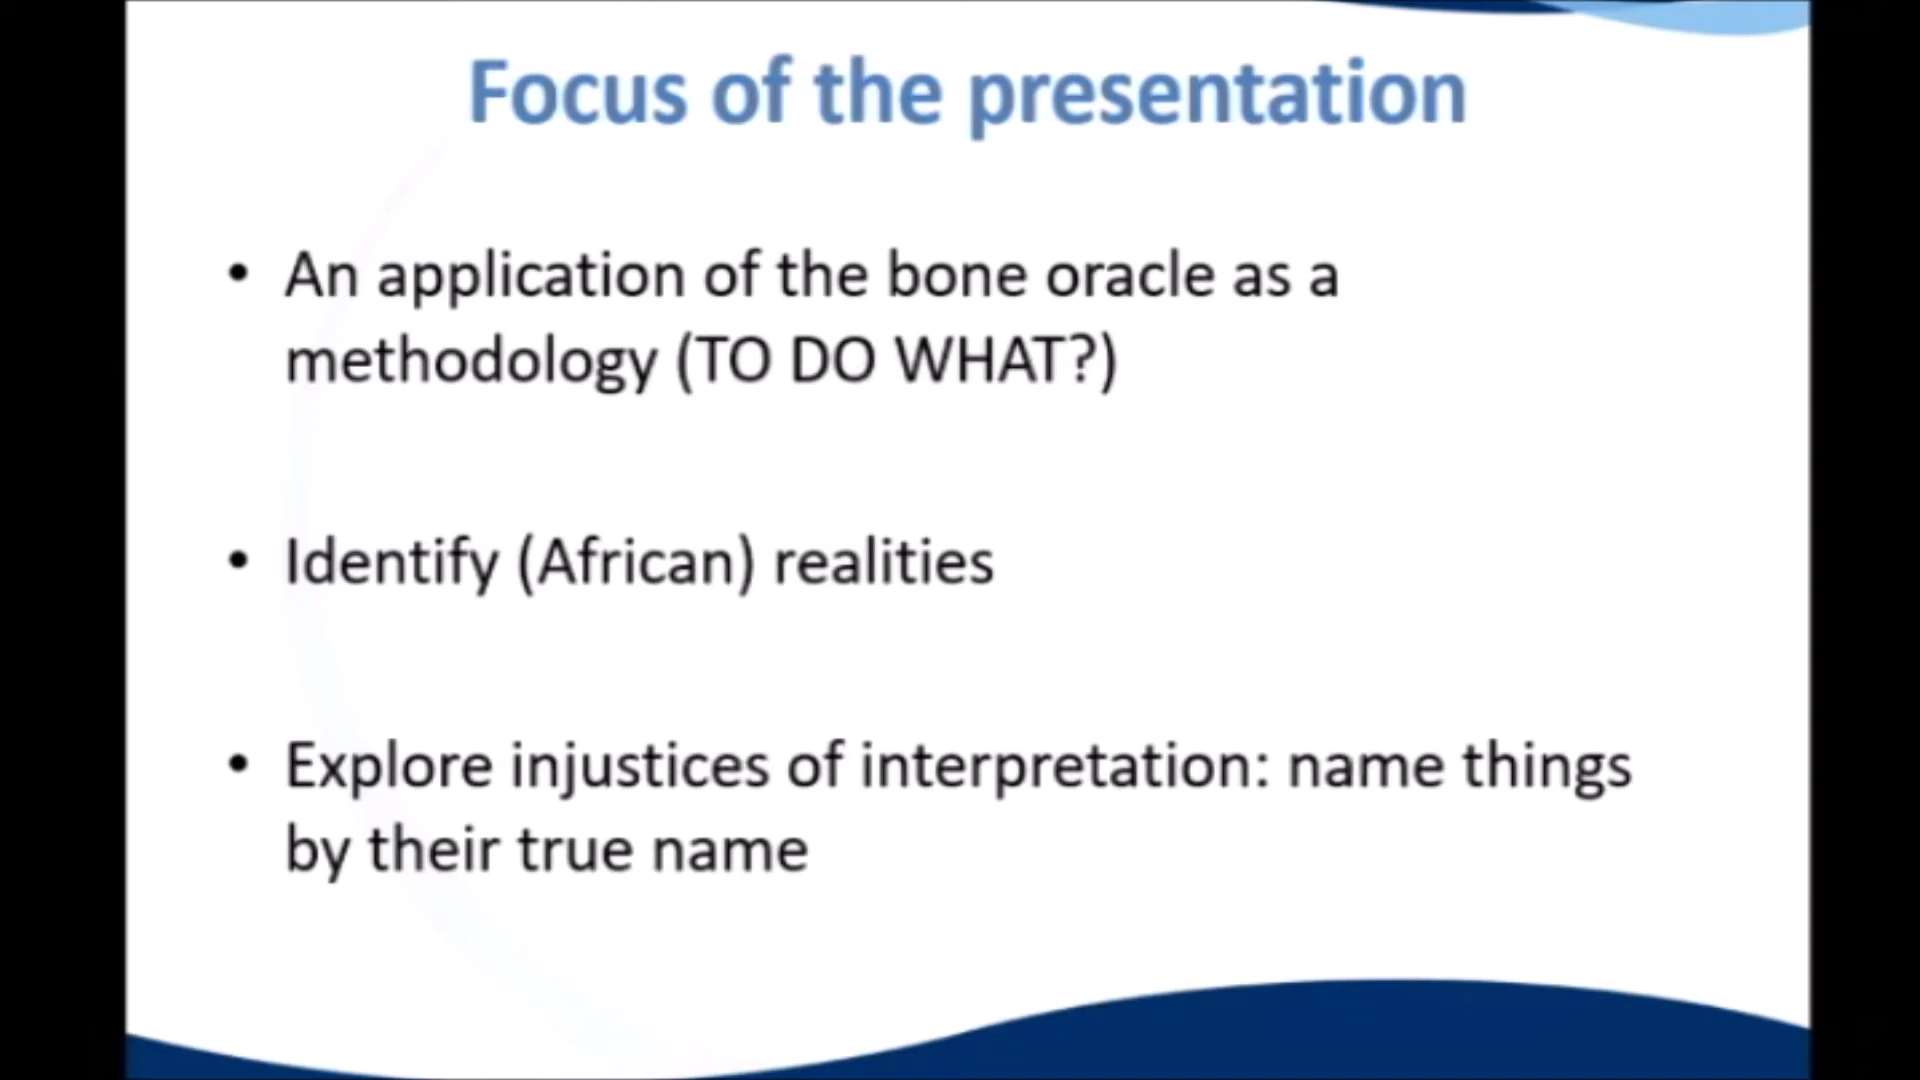 Focus of the presentation
• An application of the bone oracle as a
methodology (TO DO WHAT?)
• Identify (African) realities
• Explore injustices of interpretation: name things
by their true name